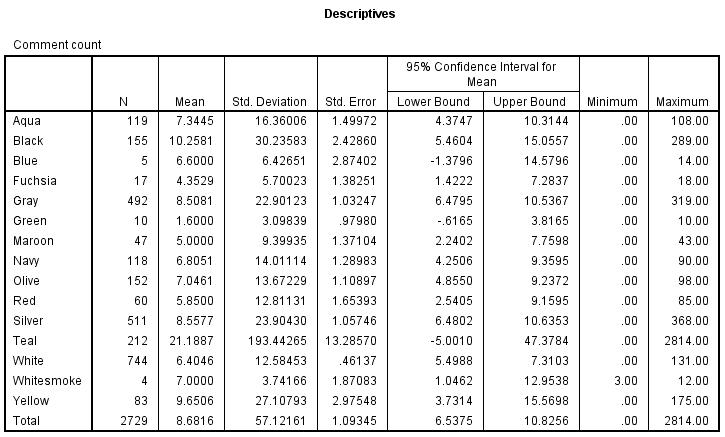 Descriptives
Comment count
95% Confidence Interval for
Mean
N Mean Std. Deviation Std. Error Lower Bound Upper Bound Minimum Maximum
Aqua 119 7.3445 16.36006 1.49972 4.3747 10.3144 .00 108.00
Black 155 10.2581 30.23583 2.42860 5.4604 15.0557 .00 289.00
Blue 5 6.6000 6.42651 2.87402 -1.3796 14.5796 .00 14.00
Fuchsia 17 4.3529 5.70023 1.38251 1.4222 7.2837 .00 18.00
Gray 492 8.5081 22.90123 1.03247 6.4795 10.5367 .00 319.00
Green 10 1.6000 3.09839 .97980 -.6165 3.8165 .00 10.00
Maroon 47 5.0000 9.39935 1.37104 2.2402 7.7598 .00 43.00
Navy 118 6.8051 14.01114 1.28983 4.2506 9.3595 .00 90.00
Olive 152 7.0461 13.67229 1.10897 4.8550 9.2372 .00 98.00
Red 60 5.8500 12.81131 1.65393 2.5405 9.1595 .00 85.00
Silver 511 8.5577 23.90430 1.05746 6.4802 10.6353 .00 368.00
Teal 212 21.1887 193.44265 13.28570 -5.0010 47.3784 .00 2814.00
White 744 6.4046 12.58453 .46137 5.4988 7.3103 .00 131.00
Whitesmoke 4 7.0000 3.74166 1.87083 1.0462 12.9538 3.00 12.00
Yellow 83 9.6506 27.10793 2.97548 3.7314 15.5698 .00 175.00
Total 2729 8.6816 57.12161 1.09345 6.5375 10.8256 .00 2814.00